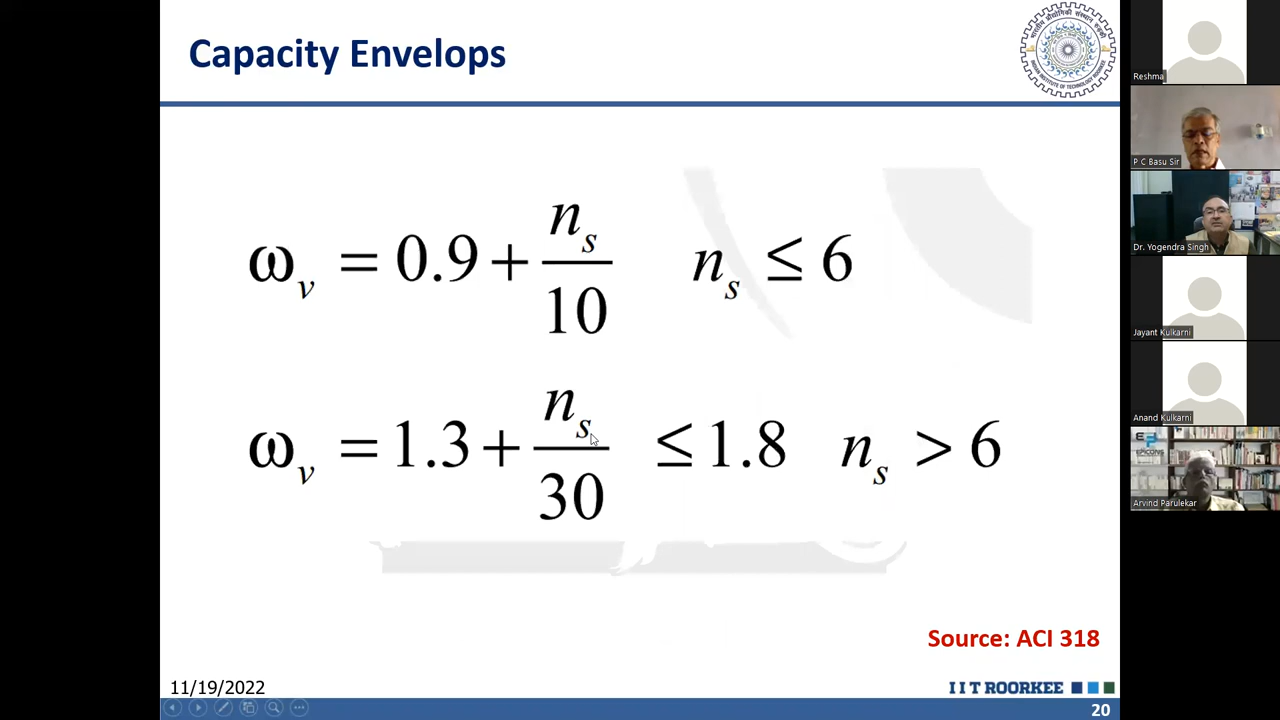 Capacity Envelops
ωᵥ = 0.9 + nₛ/10 nₛ ≤ 6
ωᵥ = 1.3 + nₛ/30 ≤ 1.8 nₛ > 6
Source: ACI 318
11/19/2022
I I T ROORKEE
20
Reshma
P C Basu Sir
Dr. Yogendra Singh
Jayant Kulkarni
Anand Kulkarni
EPICONS
Arvind Parulekar